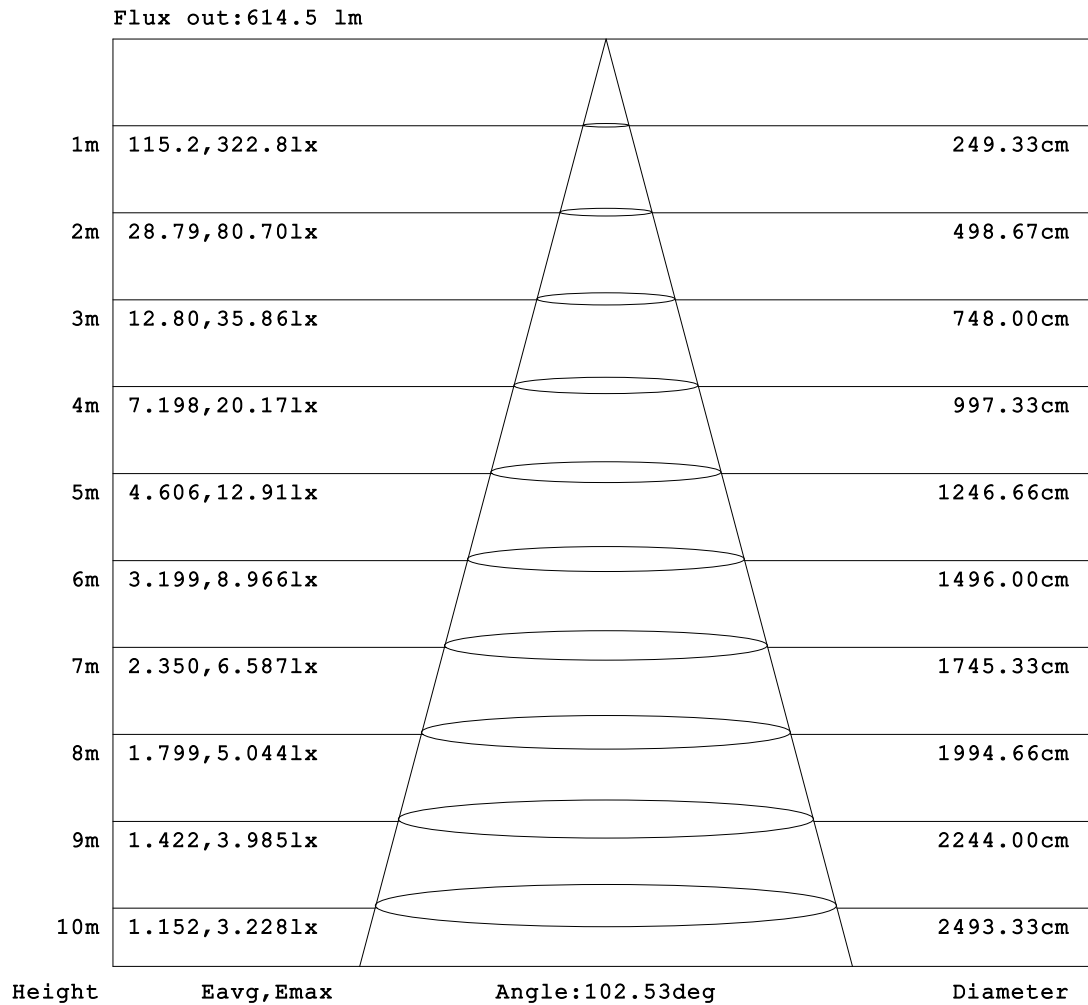 Flux out:614.5 lm
1m 115.2,322.8lx 249.33cm
2m 28.79,80.70lx 498.67cm
3m 12.80,35.86lx 748.00cm
4m 7.198,20.17lx 997.33cm
5m 4.606,12.91lx 1246.66cm
6m 3.199,8.966lx 1496.00cm
7m 2.350,6.587lx 1745.33cm
8m 1.799,5.044lx 1994.66cm
9m 1.422,3.985lx 2244.00cm
10m 1.152,3.228lx 2493.33cm
Height Eavg,Emax Angle:102.53deg Diameter